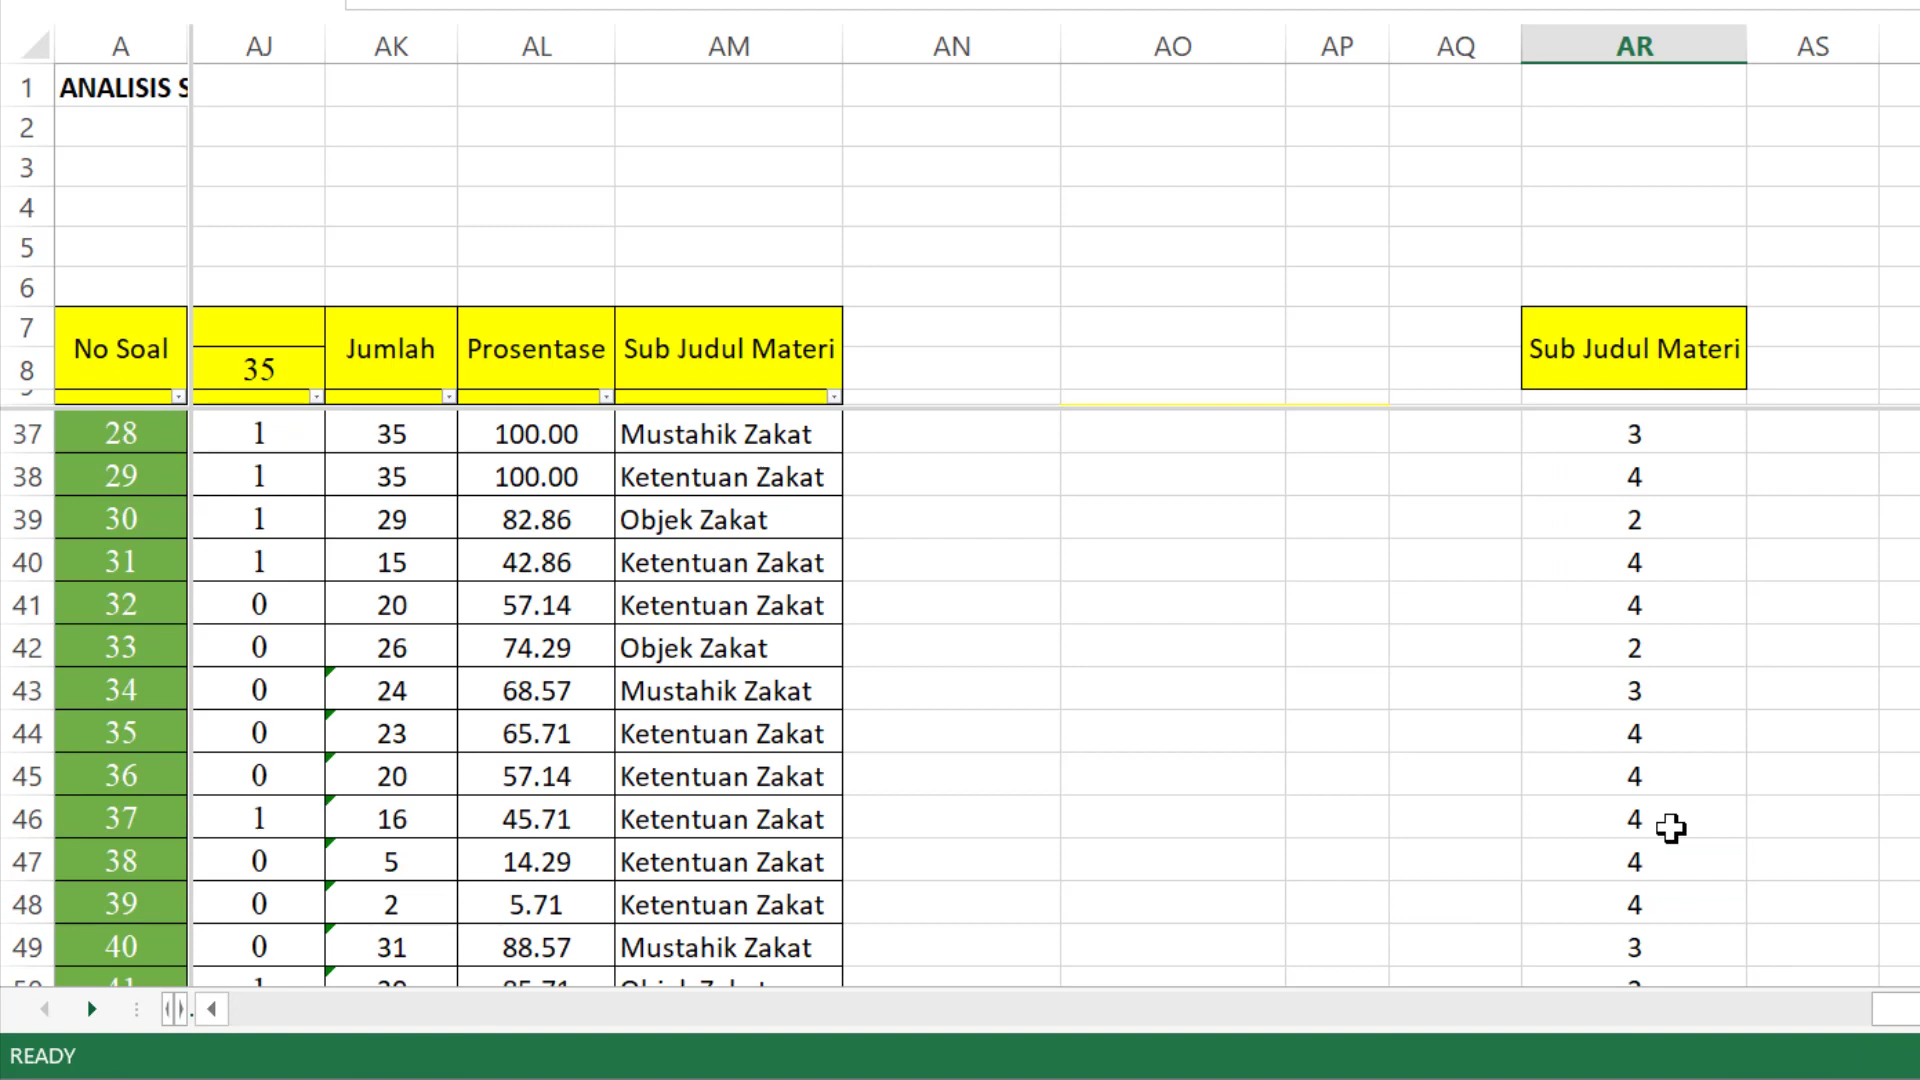 A AJ AK AL AM AN AO AP AQ AR AS
1 ANALISIS S
2
3
4
5
6
7
No Soal Jumlah Prosentase Sub Judul Materi Sub Judul Materi
8 35
37 28 1 35 100.00 Mustahik Zakat 3
38 29 1 35 100.00 Ketentuan Zakat 4
39 30 1 29 82.86 Objek Zakat 2
40 31 1 15 42.86 Ketentuan Zakat 4
41 32 0 20 57.14 Ketentuan Zakat 4
42 33 0 26 74.29 Objek Zakat 2
43 34 0 24 68.57 Mustahik Zakat 3
44 35 0 23 65.71 Ketentuan Zakat 4
45 36 0 20 57.14 Ketentuan Zakat 4
46 37 1 16 45.71 Ketentuan Zakat 4
47 38 0 5 14.29 Ketentuan Zakat 4
48 39 0 2 5.71 Ketentuan Zakat 4
49 40 0 31 88.57 Mustahik Zakat 3
READY